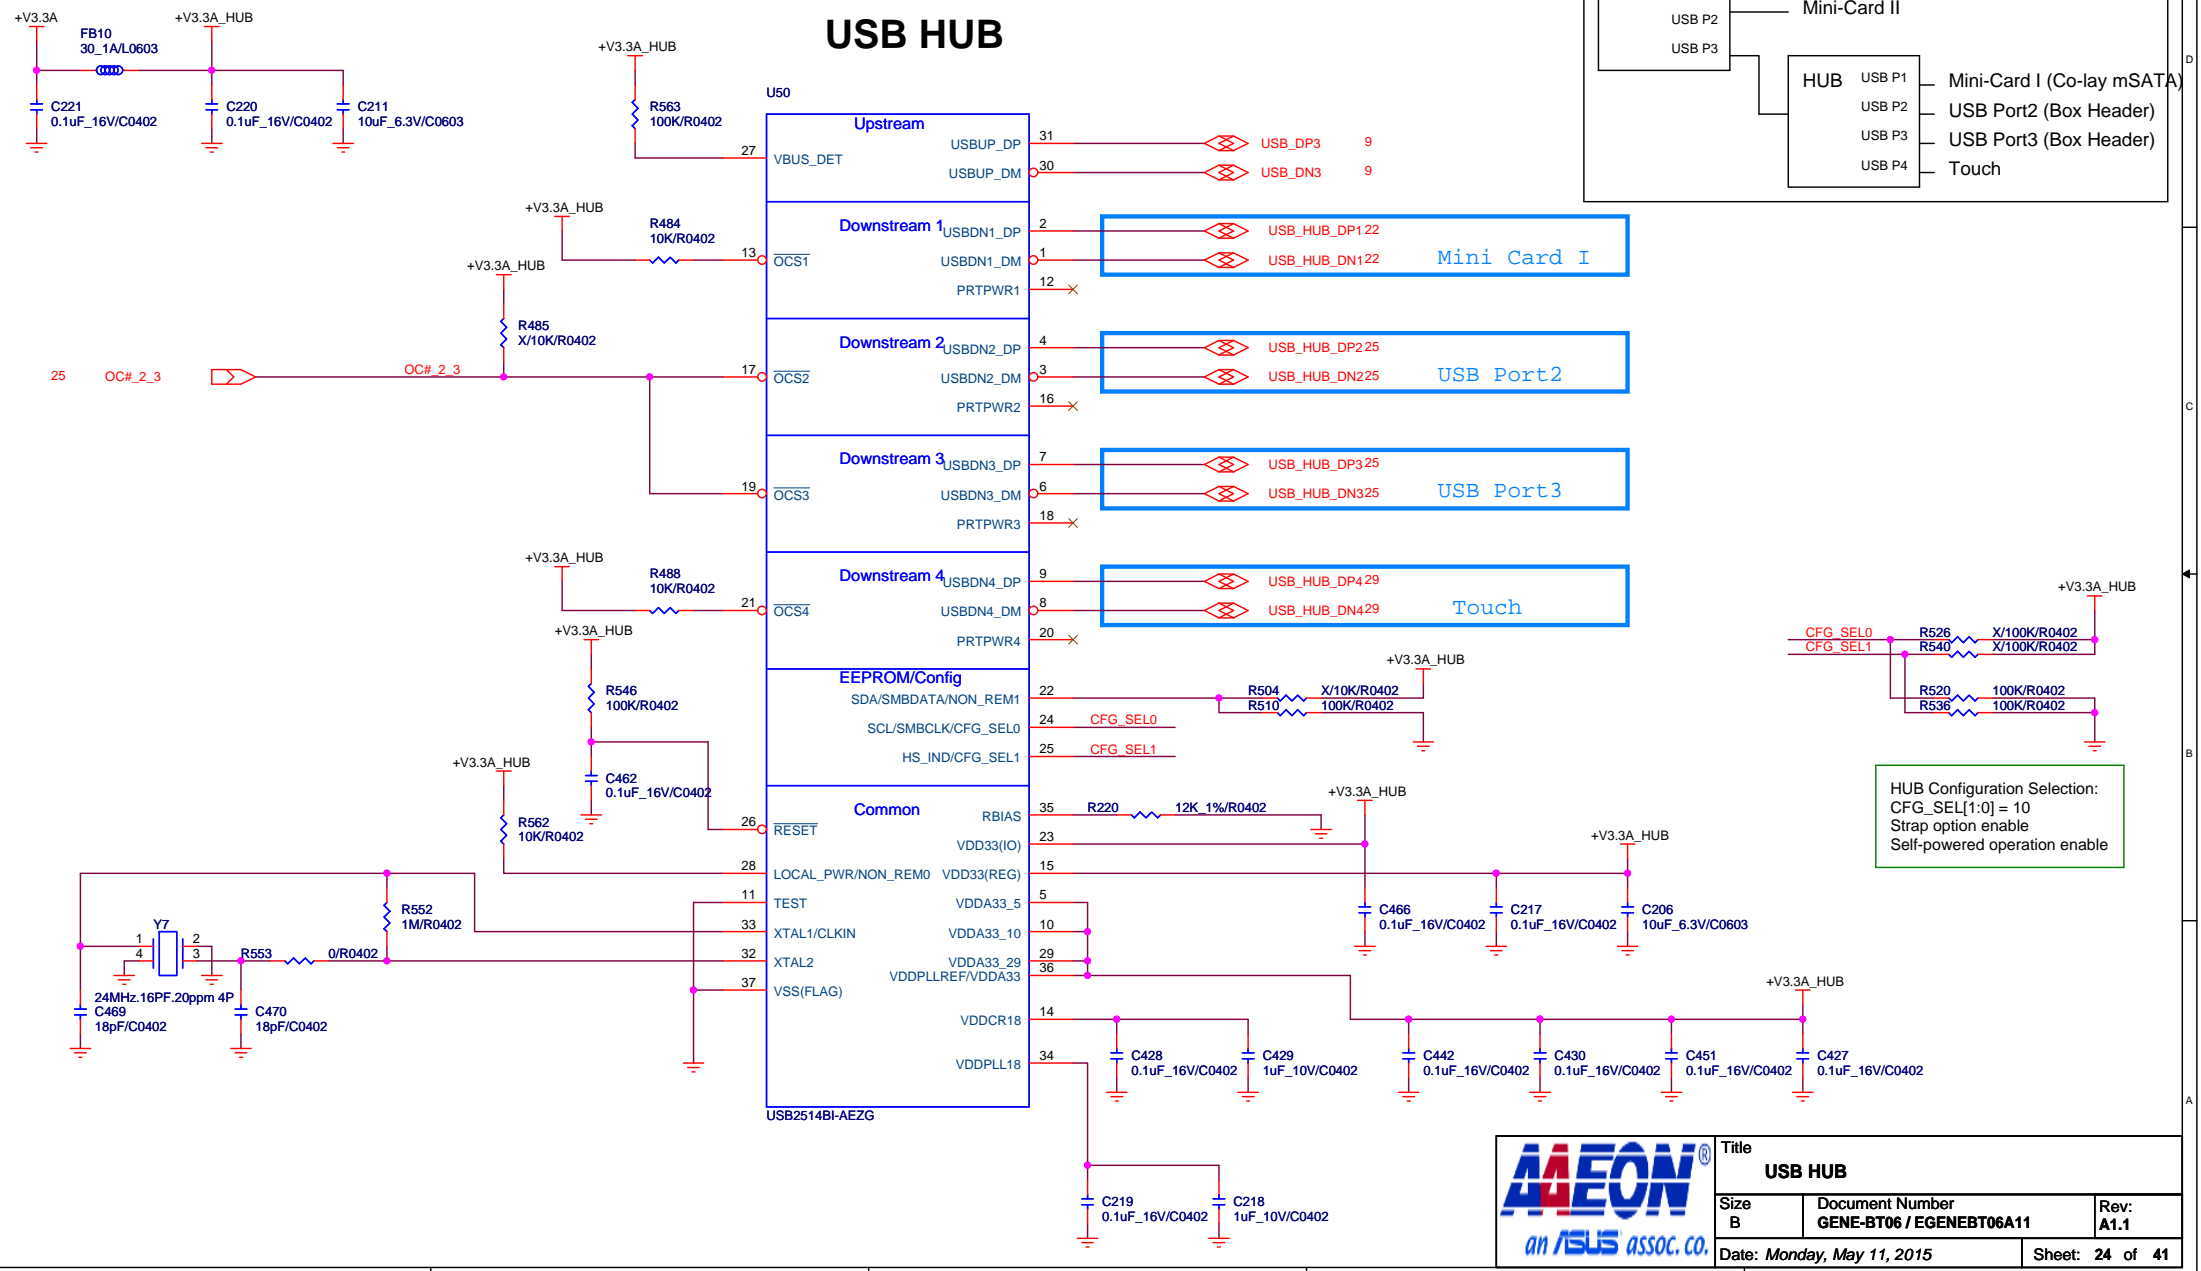 USB HUB
+V3.3A
+V3.3A_HUB
FB10
30_1A/L0603
C221
0.1uF_16V/C0402
C220
0.1uF_16V/C0402
C211
10uF_6.3V/C0603
+V3.3A_HUB
R563
100K/R0402
USB P2
Mini-Card II
USB P3
HUB
USB P1
Mini-Card I (Co-lay mSATA)
USB P2
USB Port2 (Box Header)
USB P3
USB Port3 (Box Header)
USB P4
Touch
D
U50
Upstream
27
VBUS_DET
USBUP_DP
31
USB_DP3
9
USBUP_DM
30
USB_DN3
9
+V3.3A_HUB
R484
10K/R0402
Downstream 1
13
OCS1
USBDN1_DP
2
USB_HUB_DP1 22
USBDN1_DM
1
USB_HUB_DN1 22
Mini Card I
PRTPWR1
12
+V3.3A_HUB
R485
X/10K/R0402
25
OC#_2_3
OC#_2_3
Downstream 2
17
OCS2
USBDN2_DP
4
USB_HUB_DP2 25
USBDN2_DM
3
USB_HUB_DN2 25
USB Port2
PRTPWR2
16
C
Downstream 3
19
OCS3
USBDN3_DP
7
USB_HUB_DP3 25
USBDN3_DM
6
USB_HUB_DN3 25
USB Port3
PRTPWR3
18
+V3.3A_HUB
R488
10K/R0402
Downstream 4
21
OCS4
USBDN4_DP
9
USB_HUB_DP4 29
USBDN4_DM
8
USB_HUB_DN4 29
Touch
PRTPWR4
20
+V3.3A_HUB
CFG_SEL0
R526
X/100K/R0402
CFG_SEL1
R540
X/100K/R0402
R520
100K/R0402
R536
100K/R0402
+V3.3A_HUB
R546
100K/R0402
C462
0.1uF_16V/C0402
EEPROM/Config
SDA/SMBDATA/NON_REM1
22
R504
X/10K/R0402
+V3.3A_HUB
R510
100K/R0402
SCL/SMBCLK/CFG_SEL0
24
CFG_SEL0
HS_IND/CFG_SEL1
25
CFG_SEL1
B
HUB Configuration Selection:
CFG_SEL[1:0] = 10
Strap option enable
Self-powered operation enable
+V3.3A_HUB
R562
10K/R0402
Common
26
RESET
28
LOCAL_PWR/NON_REM0
11
TEST
33
XTAL1/CLKIN
32
XTAL2
37
VSS(FLAG)
RBIAS
35
R220
12K_1%/R0402
VDD33(IO)
23
+V3.3A_HUB
VDD33(REG)
15
+V3.3A_HUB
VDDA33_5
5
VDDA33_10
10
VDDA33_29
29
VDDPLLREF/VDDA33
36
VDDCR18
14
VDDPLL18
34
C466
0.1uF_16V/C0402
C217
0.1uF_16V/C0402
C206
10uF_6.3V/C0603
R552
1M/R0402
Y7
1
4
2
3
R553
0/R0402
24MHz.16PF.20ppm 4P
C469
18pF/C0402
C470
18pF/C0402
+V3.3A_HUB
C428
0.1uF_16V/C0402
C429
1uF_10V/C0402
C442
0.1uF_16V/C0402
C430
0.1uF_16V/C0402
C451
0.1uF_16V/C0402
C427
0.1uF_16V/C0402
A
USB2514BI-AEZG
C219
0.1uF_16V/C0402
C218
1uF_10V/C0402
AAEON®
an ASUS assoc. co.
Title
USB HUB
Size
B
Document Number
GENE-BT06 / EGENEBT06A11
Rev:
A1.1
Date: Monday, May 11, 2015
Sheet: 24 of 41